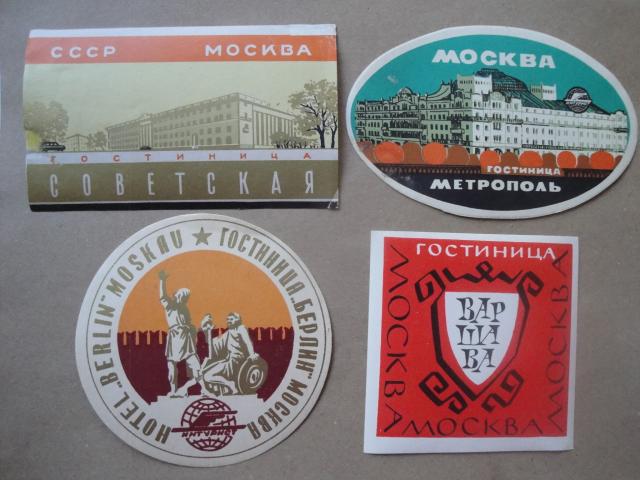 СССР МОСКВА
ГОСТИНИЦА
СОВЕТСКАЯ
МОСКВА
ГОСТИНИЦА
МЕТРОПОЛЬ
HOTEL „BERLIN" MOSKAU ★ ГОСТИНИЦА „БЕРЛИН" МОСКВА
ИНТУРИСТ
ГОСТИНИЦА
МОСКВА
ВАР
ША
ВА
МОСКВА
МОСКВА